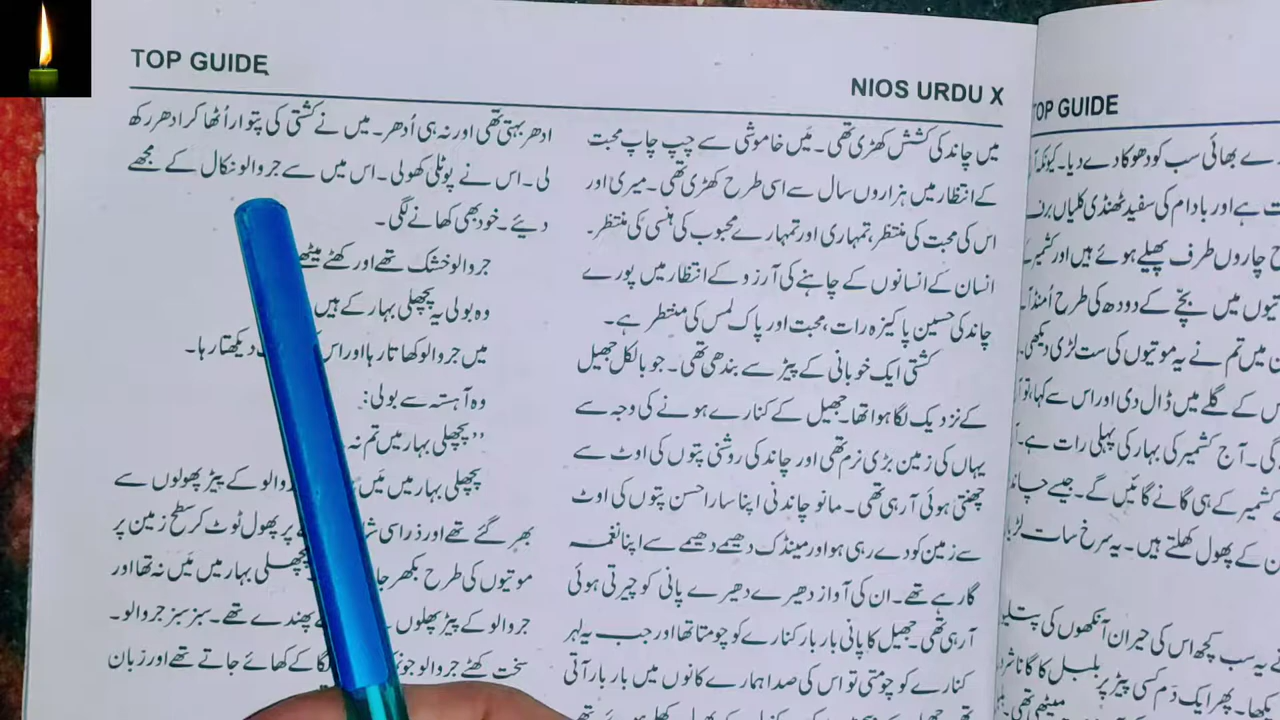 TOP GUIDE
NIOS URDU X
میں چاند کی کشش کھڑی تھی۔ میَں خاموشی سے چپ چاپ محبت
کے انتظار میں ہزاروں سال سے اسی طرح کھڑی تھی۔ میری اور
اس کی محبت کی منتظر، تمہاری اور تمہارے محبوب کی ہنسی کی منتظر۔
انسان کے انسانوں کے چاہنے کی آرزو کے انتظار میں پورے
چاند کی حسین پاکیزہ رات، محبت اور پاک لمس کی منتطر ہے۔
کشتی ایک خوبانی کے پیڑ سے بندھی تھی۔ جو بالکل جھیل
کے نزدیک لگا ہوا تھا۔ جھیل کے کنارے ہونے کی وجہ سے
یہاں کی زمین بڑی نرم تھی اور چاند کی روشنی پتوں کی اوٹ سے
چھنتی ہوئی آرہی تھی۔ مانو چاندنی اپنا سارا حسن پتوں کی اوٹ
سے زمین کو دے رہی ہو اور مینڈک دھیمے دھیمے سے اپنا نغمہ
گارہے تھے۔ ان کی آواز دھیرے دھیرے پانی کو چیرتی ہوئی
آرہی تھی۔ جھیل کا پانی بار بار کنارے کو چومتا تھا اور جب یہ لہر
کنارے کو چومتی تو اس کی صدا ہمارے کانوں میں بار بار آتی
ادھر بہتی تھی اور نہ ہی اُدھر۔ میں نے کشتی کی پتوار اُٹھا کر ادھر رکھ
لی۔ اس نے پوٹلی کھولی۔ اس میں سے جروالو نکال کے مجھے
دیئے۔ خود بھی کھانے لگی۔
جروالو خشک تھے اور کھٹے میٹھے
وہ بولی یہ پچھلی بہار کے ہیں
میں جروالو کھاتا رہا اور اس دیکھتا رہا۔
وہ آہستہ سے بولی:
”پچھلی بہار میں تم نہ
پچھلی بہار میں میَں والو کے پیڑ پھولوں سے
بھر گئے تھے اور ذرا سی پر پھول ٹوٹ کر سطح زمین پر
موتیوں کی طرح بکھر پچھلی بہار میں میَں نہ تھا اور
جروالو کے پیڑ پھلوں پھندے تھے۔ سبز سبز جروالو۔
سخت کھٹے جروالو جو لگا کے کھائے جاتے تھے اور زبان
TOP GUIDE
ے بھائی سب کو دھوکا دے دیا۔ کیونکہ
ت ہے اور بادام کی سفید ٹھنڈی کلیاں برف
ح چاروں طرف پھیلے ہوئے ہیں اور کشمیر
تیوں میں بچّے کے دودھ کی طرح اُمنڈ
ں میں تم نے یہ موتیوں کی ست لڑی دیکھی
س کے گلے میں ڈال دی اور اس سے کہا، تو
گی۔ آج کشمیر کی بہار کی پہلی رات ہے۔
کشمیر کے ہی گانے گائیں گے۔ جیسے چاند
ن کے پھول کھلتے ہیں۔ یہ سرخ سات
یہ سب کچھ اس کی حیران آنکھوں کی
پھر ایک دَم کسی پیڑ پر بلبل کا گانا